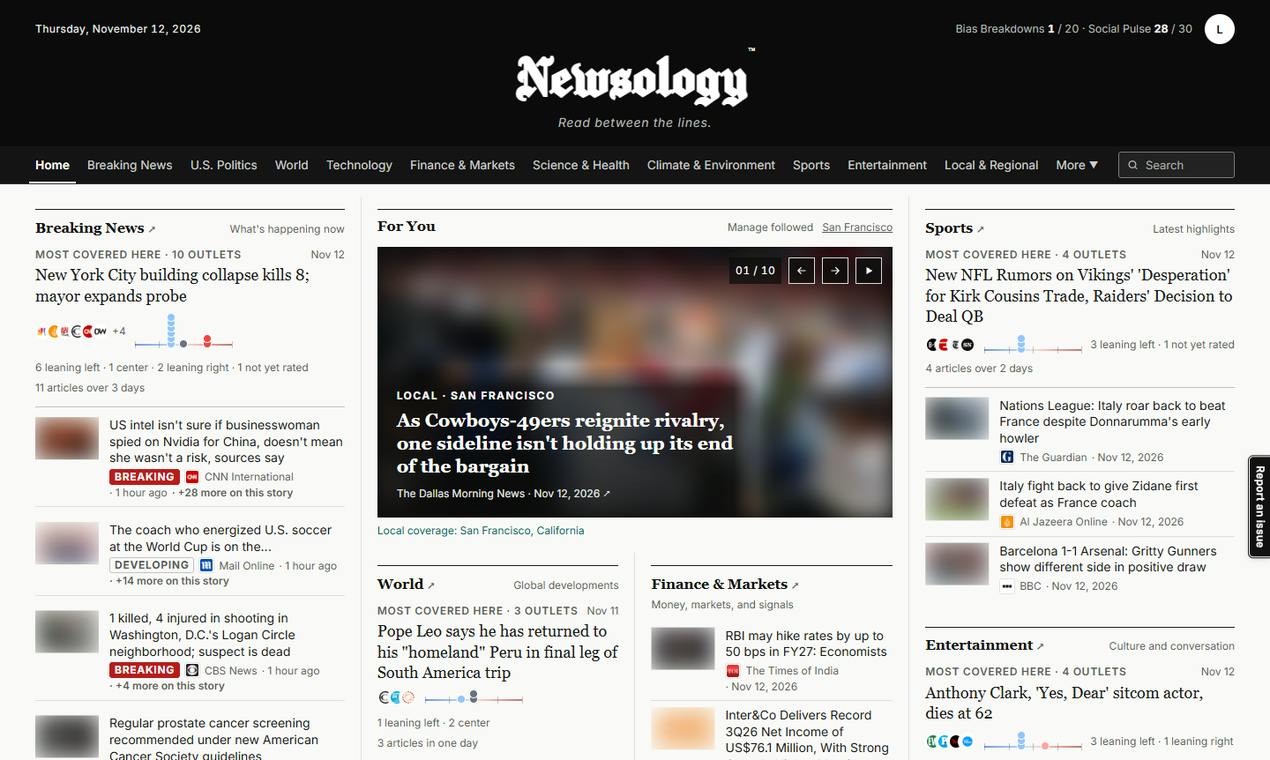 Thursday, November 12, 2026
Bias Breakdowns 1 / 20 · Social Pulse 28 / 30
L
Newsology™
Read between the lines.
Home Breaking News U.S. Politics World Technology Finance & Markets Science & Health Climate & Environment Sports Entertainment Local & Regional More ▼ Search
Breaking News ↗ What's happening now
MOST COVERED HERE · 10 OUTLETS Nov 12
New York City building collapse kills 8;
mayor expands probe
+4
6 leaning left · 1 center · 2 leaning right · 1 not yet rated
11 articles over 3 days
US intel isn't sure if businesswoman
spied on Nvidia for China, doesn't mean
she wasn't a risk, sources say
BREAKING CNN International
· 1 hour ago · +28 more on this story
The coach who energized U.S. soccer
at the World Cup is on the...
DEVELOPING Mail Online · 1 hour ago
· +14 more on this story
1 killed, 4 injured in shooting in
Washington, D.C.'s Logan Circle
neighborhood; suspect is dead
BREAKING CBS News · 1 hour ago
· +4 more on this story
Regular prostate cancer screening
recommended under new American
Cancer Society guidelines
For You Manage followed San Francisco
01 / 10 ← → ▶
LOCAL · SAN FRANCISCO
As Cowboys-49ers reignite rivalry,
one sideline isn't holding up its end
of the bargain
The Dallas Morning News · Nov 12, 2026 ↗
Local coverage: San Francisco, California
World ↗ Global developments
MOST COVERED HERE · 3 OUTLETS Nov 11
Pope Leo says he has returned to
his "homeland" Peru in final leg of
South America trip
1 leaning left · 2 center
3 articles in one day
Finance & Markets ↗
Money, markets, and signals
RBI may hike rates by up to
50 bps in FY27: Economists
The Times of India
· Nov 12, 2026
Inter&Co Delivers Record
3Q26 Net Income of
US$76.1 Million, With Strong
Sports ↗ Latest highlights
MOST COVERED HERE · 4 OUTLETS Nov 12
New NFL Rumors on Vikings' 'Desperation'
for Kirk Cousins Trade, Raiders' Decision to
Deal QB
3 leaning left · 1 not yet rated
4 articles over 2 days
Nations League: Italy roar back to beat
France despite Donnarumma's early
howler
The Guardian · Nov 12, 2026
Italy fight back to give Zidane first
defeat as France coach
Al Jazeera Online · Nov 12, 2026
Barcelona 1-1 Arsenal: Gritty Gunners
show different side in positive draw
BBC · Nov 12, 2026
Entertainment ↗ Culture and conversation
MOST COVERED HERE · 4 OUTLETS Nov 12
Anthony Clark, 'Yes, Dear' sitcom actor,
dies at 62
3 leaning left · 1 leaning right
Report an issue